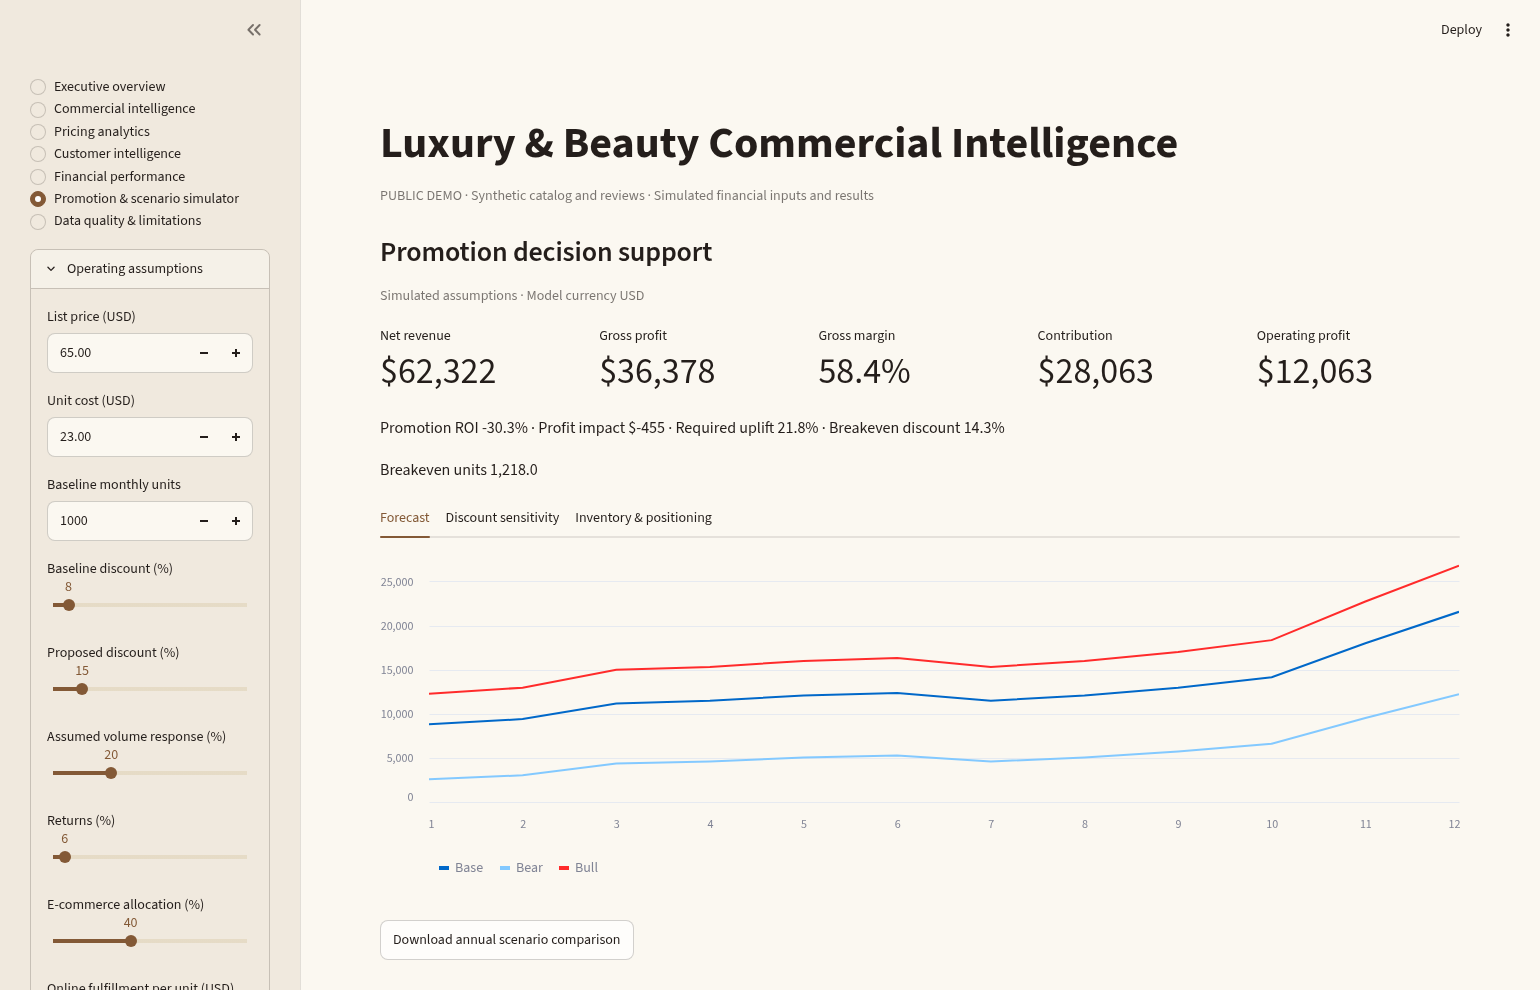 Deploy
Executive overview
Commercial intelligence
Pricing analytics
Customer intelligence
Financial performance
Promotion & scenario simulator
Data quality & limitations
Operating assumptions
List price (USD)
65.00
Unit cost (USD)
23.00
Baseline monthly units
1000
Baseline discount (%)
8
Proposed discount (%)
15
Assumed volume response (%)
20
Returns (%)
6
E-commerce allocation (%)
40
Online fulfillment per unit (USD)
Luxury & Beauty Commercial Intelligence
PUBLIC DEMO · Synthetic catalog and reviews · Simulated financial inputs and results
Promotion decision support
Simulated assumptions · Model currency USD
Net revenue
$62,322
Gross profit
$36,378
Gross margin
58.4%
Contribution
$28,063
Operating profit
$12,063
Promotion ROI -30.3% · Profit impact $-455 · Required uplift 21.8% · Breakeven discount 14.3%
Breakeven units 1,218.0
Forecast Discount sensitivity Inventory & positioning
25,000
20,000
15,000
10,000
5,000
0
1 2 3 4 5 6 7 8 9 10 11 12
Base Bear Bull
Download annual scenario comparison